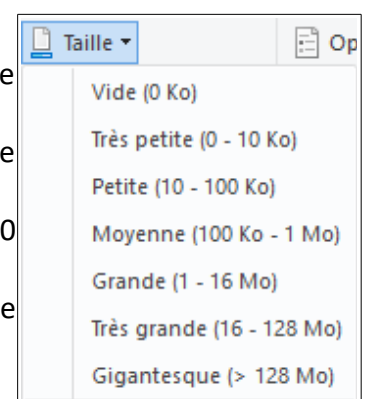 Taille Op
e
Vide (0 Ko)
Très petite (0 - 10 Ko)
e
Petite (10 - 100 Ko)
0 Moyenne (100 Ko - 1 Mo)
Grande (1 - 16 Mo)
e
Très grande (16 - 128 Mo)
Gigantesque (> 128 Mo)